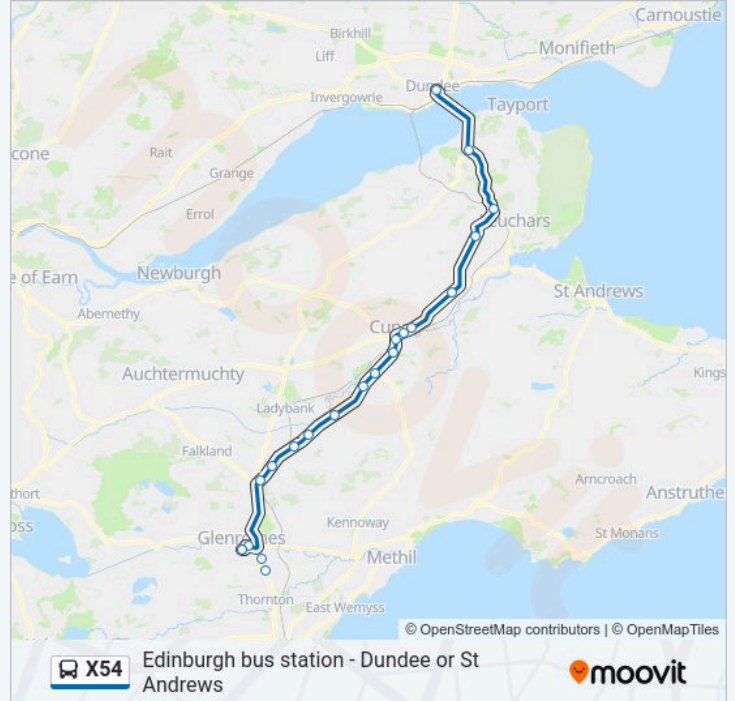 Carnoustie
Birkhill
Monifieth
Liff
Dundee
Invergowrie
Tayport
cone
Rait
Grange
Errol
euchars
e of Earn
Newburgh
St Andrews
Abernethy
Cupar
Auchtermuchty
Kings
Ladybank
Falkland
Arncroach
thort
Anstruthe
oss
Kennoway
St Monans
Glenrothes
Methil
Thornton
East Wemyss
© OpenStreetMap contributors | © OpenMapTiles
X54
Edinburgh bus station - Dundee or St
Andrews
moovit